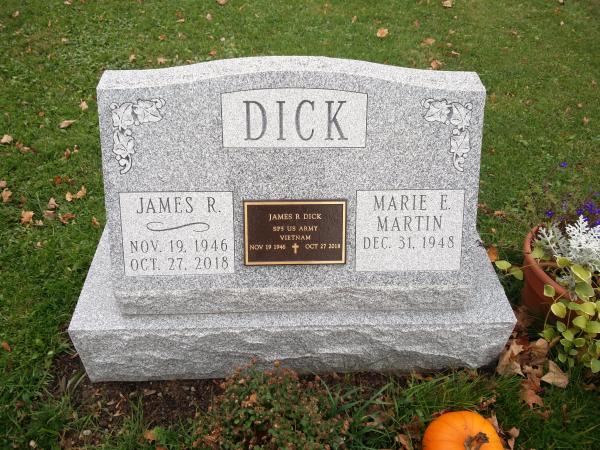 DICK
JAMES R.
NOV. 19, 1946
OCT. 27, 2018
JAMES R DICK
SP5 US ARMY
VIETNAM
NOV 19 1946 OCT 27 2018
MARIE E.
MARTIN
DEC. 31, 1948